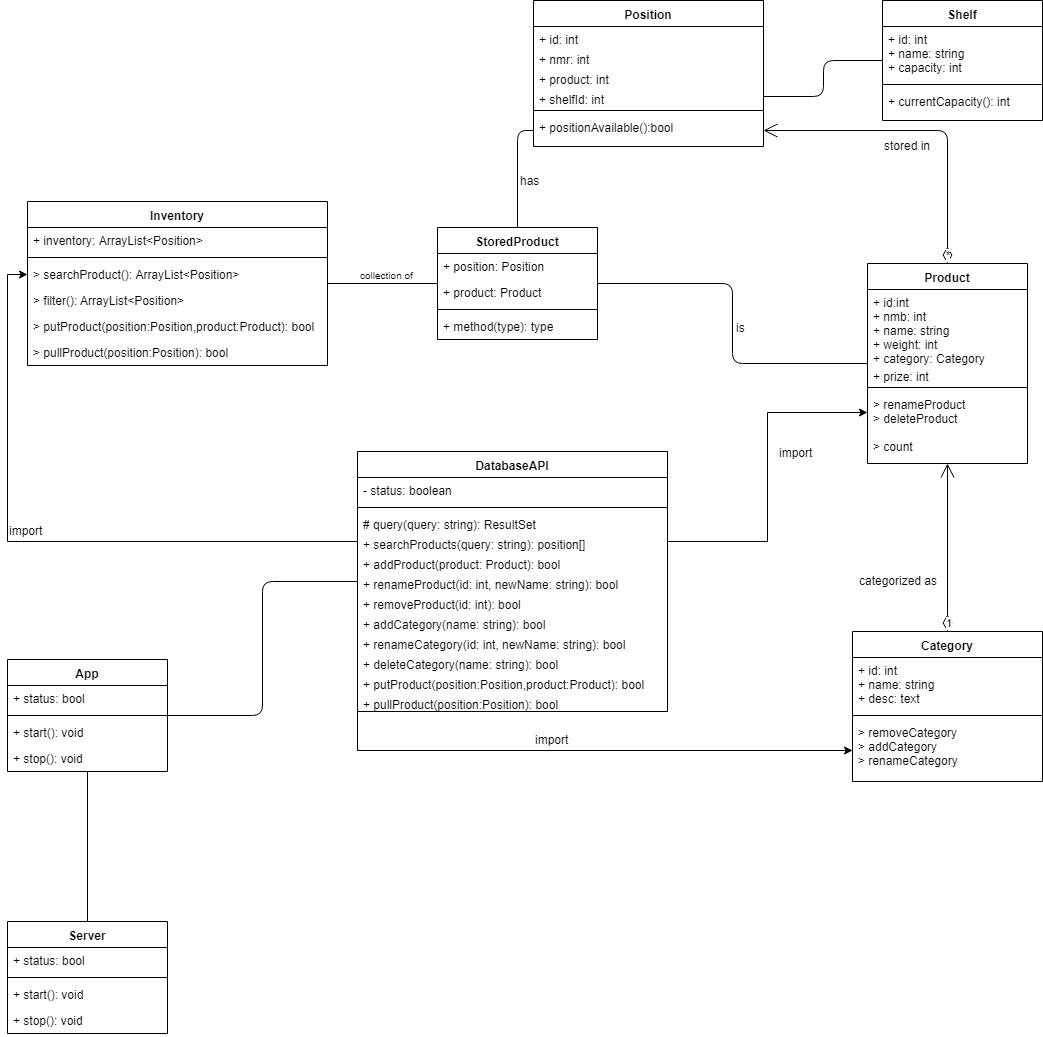 Position
+ id: int
+ nmr: int
+ product: int
+ shelfId: int
+ positionAvailable():bool
Shelf
+ id: int
+ name: string
+ capacity: int
+ currentCapacity(): int
stored in
has
Inventory
+ inventory: ArrayList<Position>
> searchProduct(): ArrayList<Position>
> filter(): ArrayList<Position>
> putProduct(position:Position,product:Product): bool
> pullProduct(position:Position): bool
collection of
StoredProduct
+ position: Position
+ product: Product
+ method(type): type
is
*
Product
+ id:int
+ nmb: int
+ name: string
+ weight: int
+ category: Category
+ prize: int
> renameProduct
> deleteProduct
> count
import
import
DatabaseAPI
- status: boolean
# query(query: string): ResultSet
+ searchProducts(query: string): position[]
+ addProduct(product: Product): bool
+ renameProduct(id: int, newName: string): bool
+ removeProduct(id: int): bool
+ addCategory(name: string): bool
+ renameCategory(id: int, newName: string): bool
+ deleteCategory(name: string): bool
+ putProduct(position:Position,product:Product): bool
+ pullProduct(position:Position): bool
categorized as
1
Category
+ id: int
+ name: string
+ desc: text
> removeCategory
> addCategory
> renameCategory
import
App
+ status: bool
+ start(): void
+ stop(): void
Server
+ status: bool
+ start(): void
+ stop(): void